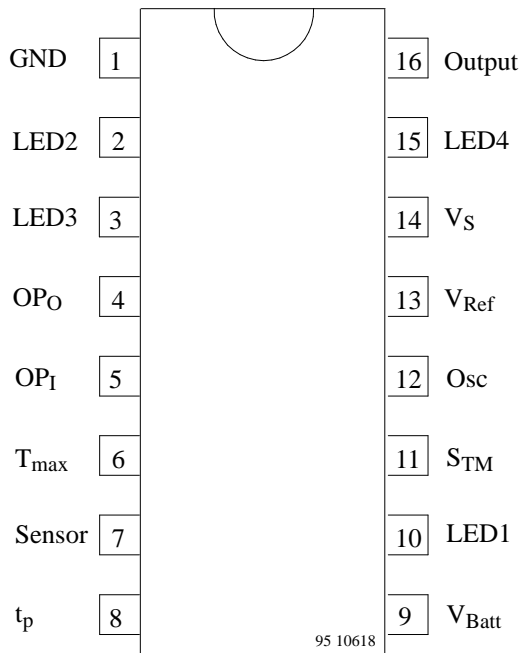 GND 1 16 Output
LED2 2 15 LED4
LED3 3 14 VS
OPO 4 13 VRef
OPI 5 12 Osc
Tmax 6 11 STM
Sensor 7 10 LED1
tp 8 9 VBatt
95 10618